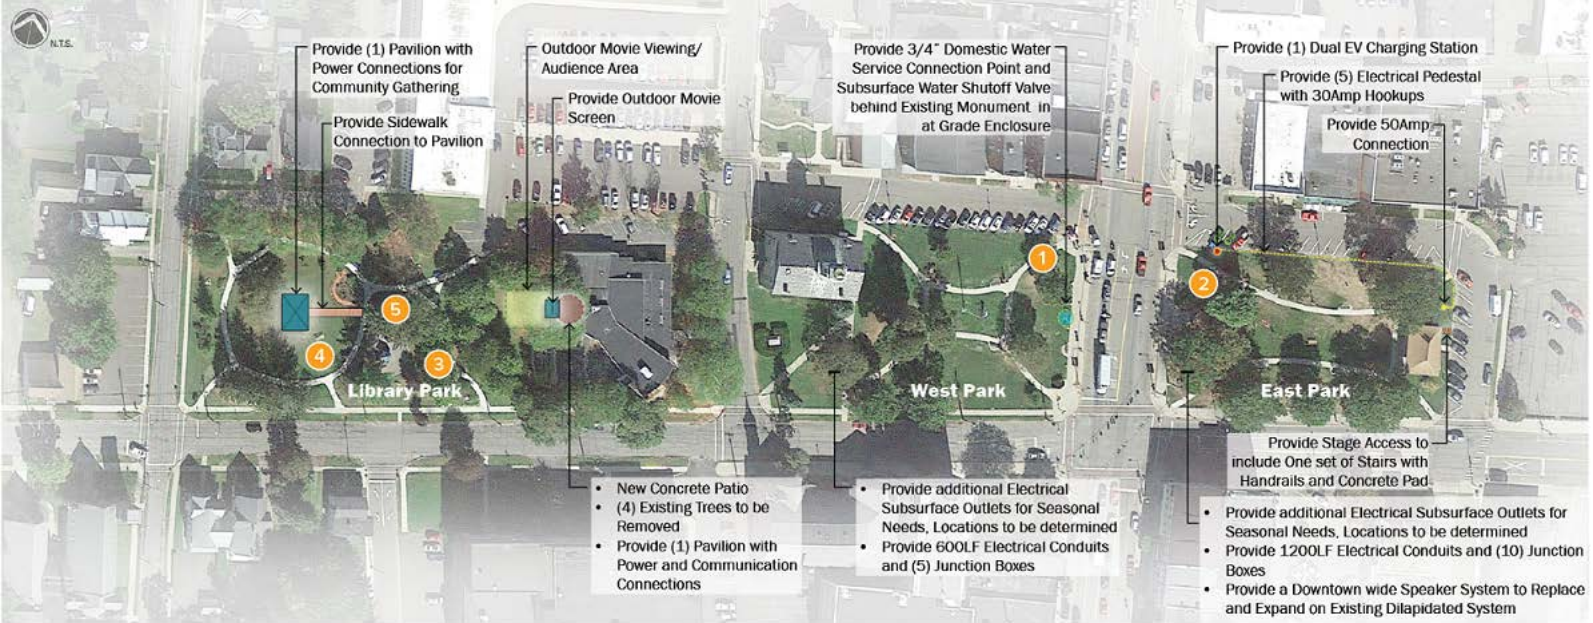 N.T.S.
Provide (1) Pavilion with
Power Connections for
Community Gathering
Provide Sidewalk
Connection to Pavilion
Outdoor Movie Viewing/
Audience Area
Provide Outdoor Movie
Screen
Provide 3/4" Domestic Water
Service Connection Point and
Subsurface Water Shutoff Valve
behind Existing Monument in
at Grade Enclosure
Provide (1) Dual EV Charging Station
Provide (5) Electrical Pedestal
with 30Amp Hookups
Provide 50Amp
Connection
1
2
5
4
3
Library Park
West Park
East Park
Provide Stage Access to
include One set of Stairs with
Handrails and Concrete Pad
• New Concrete Patio
• (4) Existing Trees to be
Removed
• Provide (1) Pavilion with
Power and Communication
Connections
• Provide additional Electrical
Subsurface Outlets for Seasonal
Needs, Locations to be determined
• Provide 600LF Electrical Conduits
and (5) Junction Boxes
• Provide additional Electrical Subsurface Outlets for
Seasonal Needs, Locations to be determined
• Provide 1200LF Electrical Conduits and (10) Junction
Boxes
• Provide a Downtown wide Speaker System to Replace
and Expand on Existing Dilapidated System